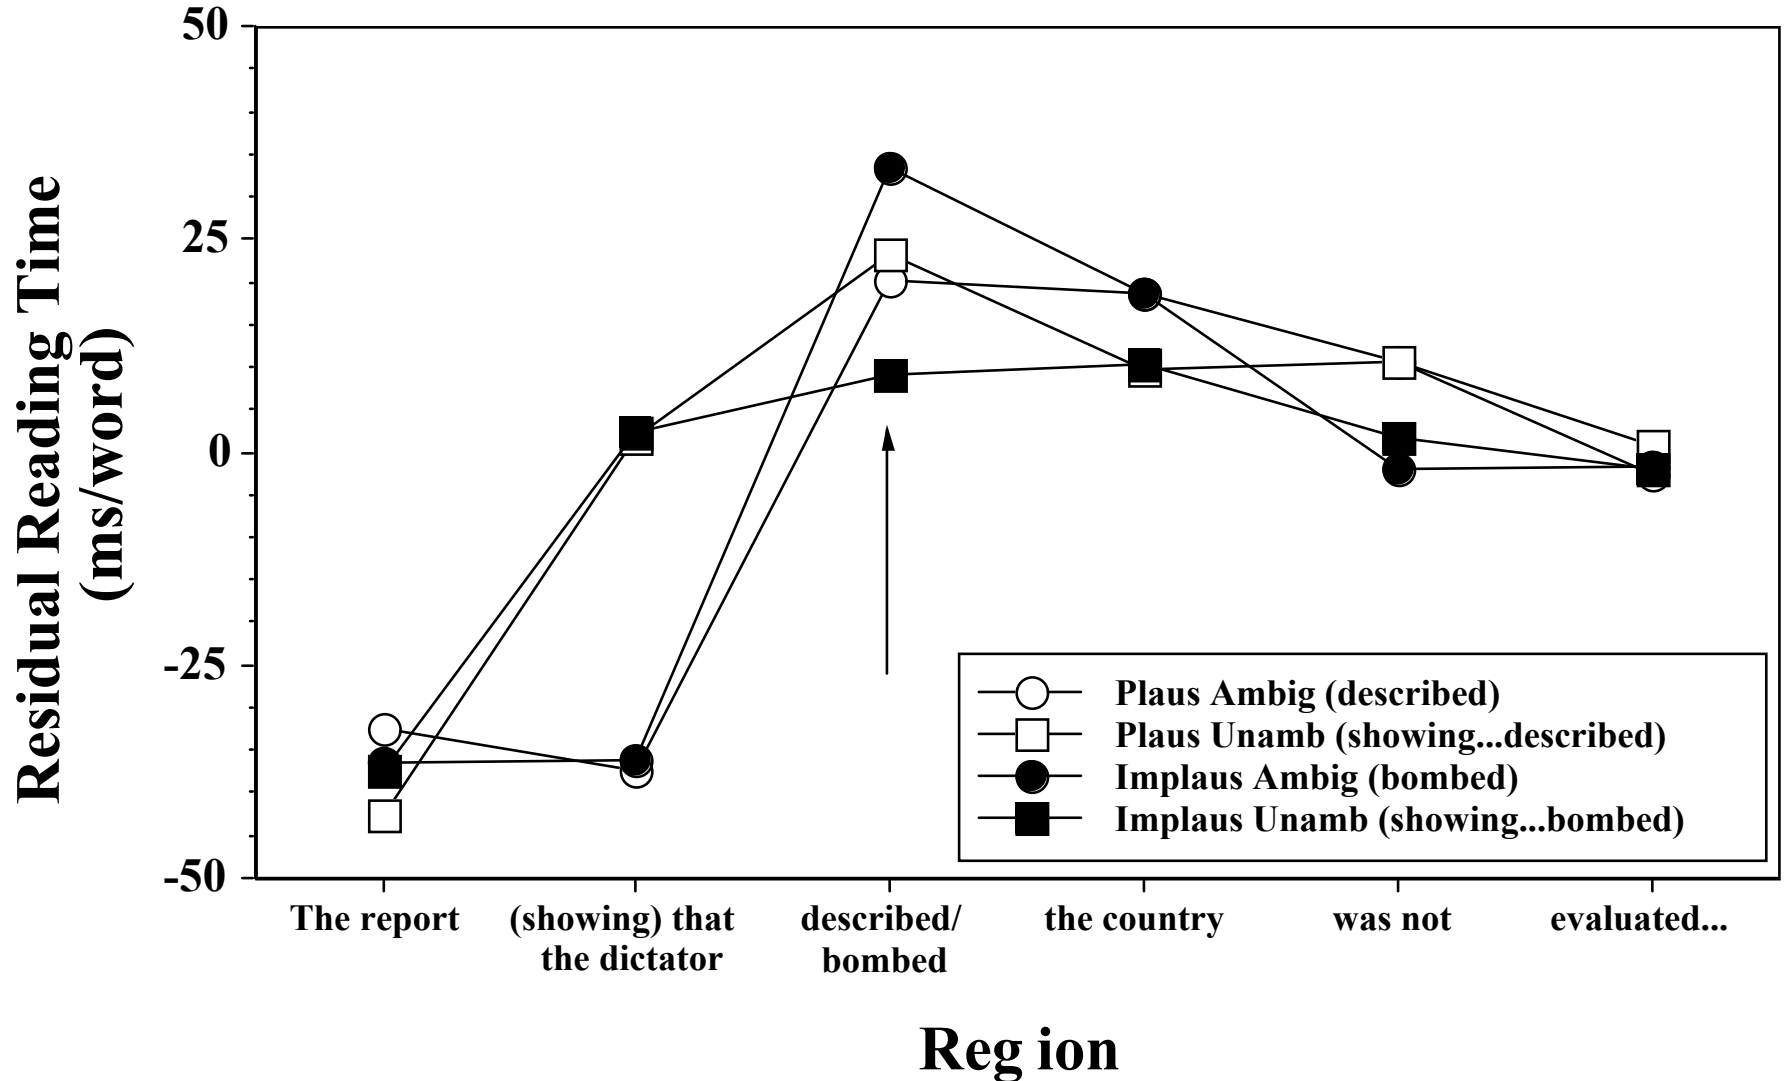 Residual Reading Time
(ms/word)
50
25
0
-25
-50
Plaus Ambig (described)
Plaus Unamb (showing...described)
Implaus Ambig (bombed)
Implaus Unamb (showing...bombed)
The report
(showing) that
the dictator
described/
bombed
the country
was not
evaluated...
Reg ion